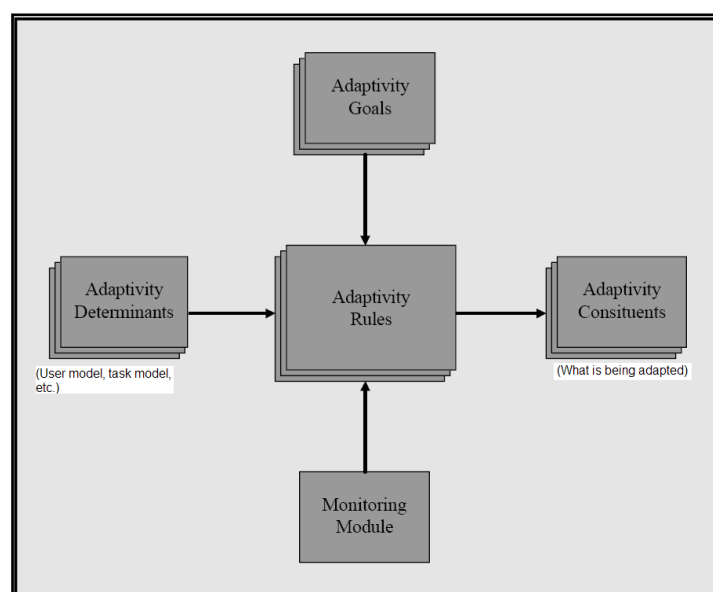 Adaptivity
Goals
Adaptivity
Determinants
(User model, task model,
etc.)
Adaptivity
Rules
Adaptivity
Consituents
(What is being adapted)
Monitoring
Module